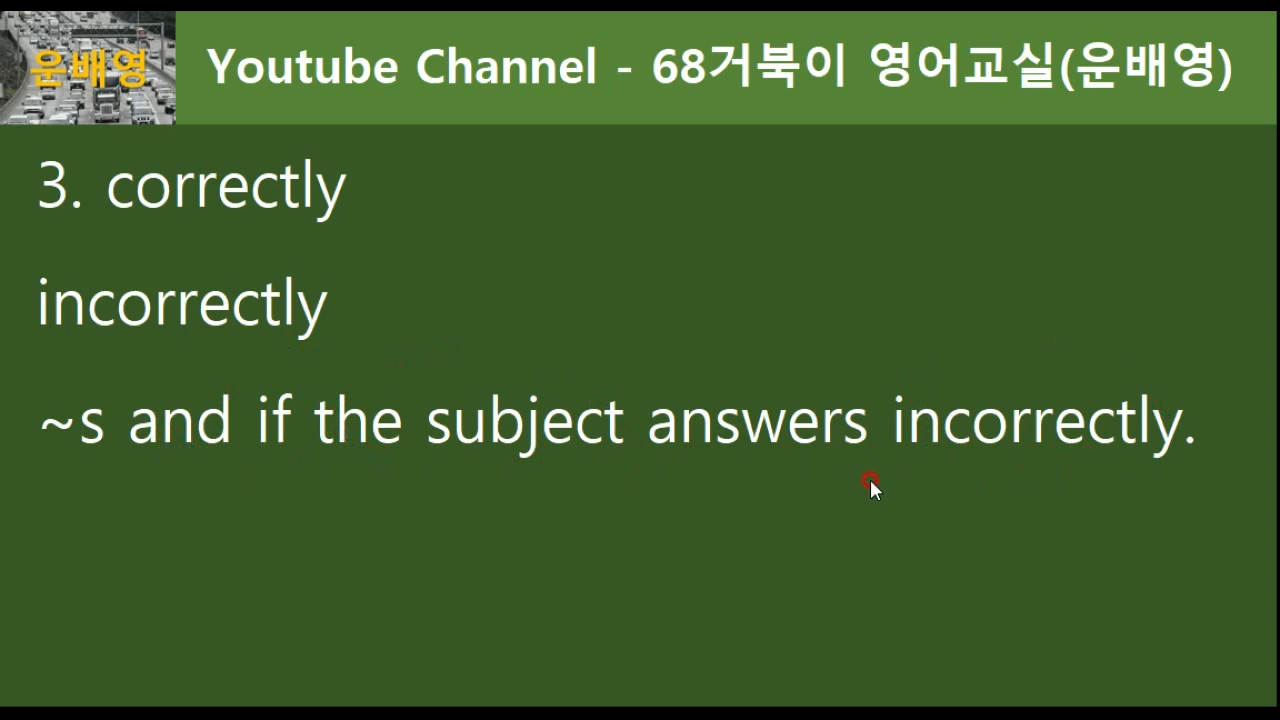 운배영
Youtube Channel - 68거북이 영어교실(운배영)
3. correctly
incorrectly
~s and if the subject answers incorrectly.